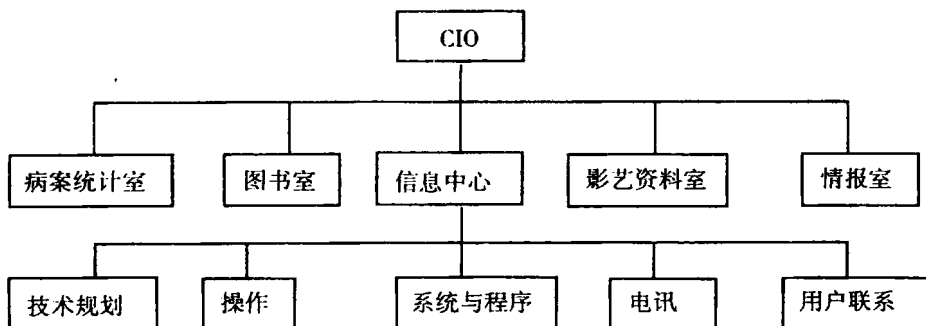 CIO
病案统计室
图书室
信息中心
影艺资料室
情报室
技术规划
操作
系统与程序
电讯
用户联系